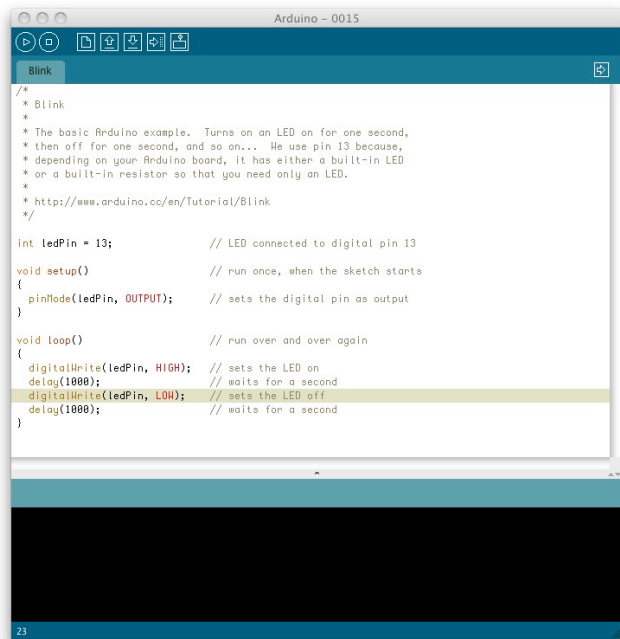 Arduino - 0015
Blink
/*
 * Blink
 *
 * The basic Arduino example.  Turns on an LED on for one second,
 * then off for one second, and so on...  We use pin 13 because,
 * depending on your Arduino board, it has either a built-in LED
 * or a built-in resistor so that you need only an LED.
 *
 * http://www.arduino.cc/en/Tutorial/Blink
 */
int ledPin = 13;                // LED connected to digital pin 13
void setup()                    // run once, when the sketch starts
{
  pinMode(ledPin, OUTPUT);      // sets the digital pin as output
}
void loop()                     // run over and over again
{
  digitalWrite(ledPin, HIGH);   // sets the LED on
  delay(1000);                  // waits for a second
  digitalWrite(ledPin, LOW);    // sets the LED off
  delay(1000);                  // waits for a second
}
23